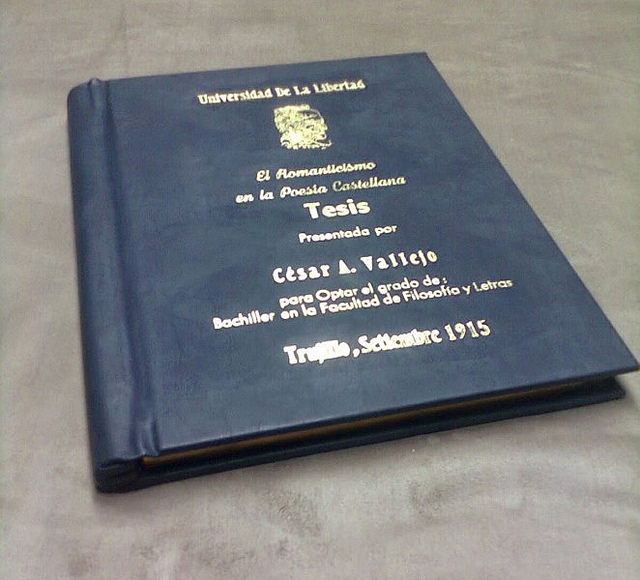 Universidad De La Libertad
El Romanticismo
en la Poesía Castellana
Tesis
Presentada por
César A. Vallejo
para Optar el grado de:
Bachiller en la Facultad de Filosofía y Letras
Trujillo, Setiembre 1915